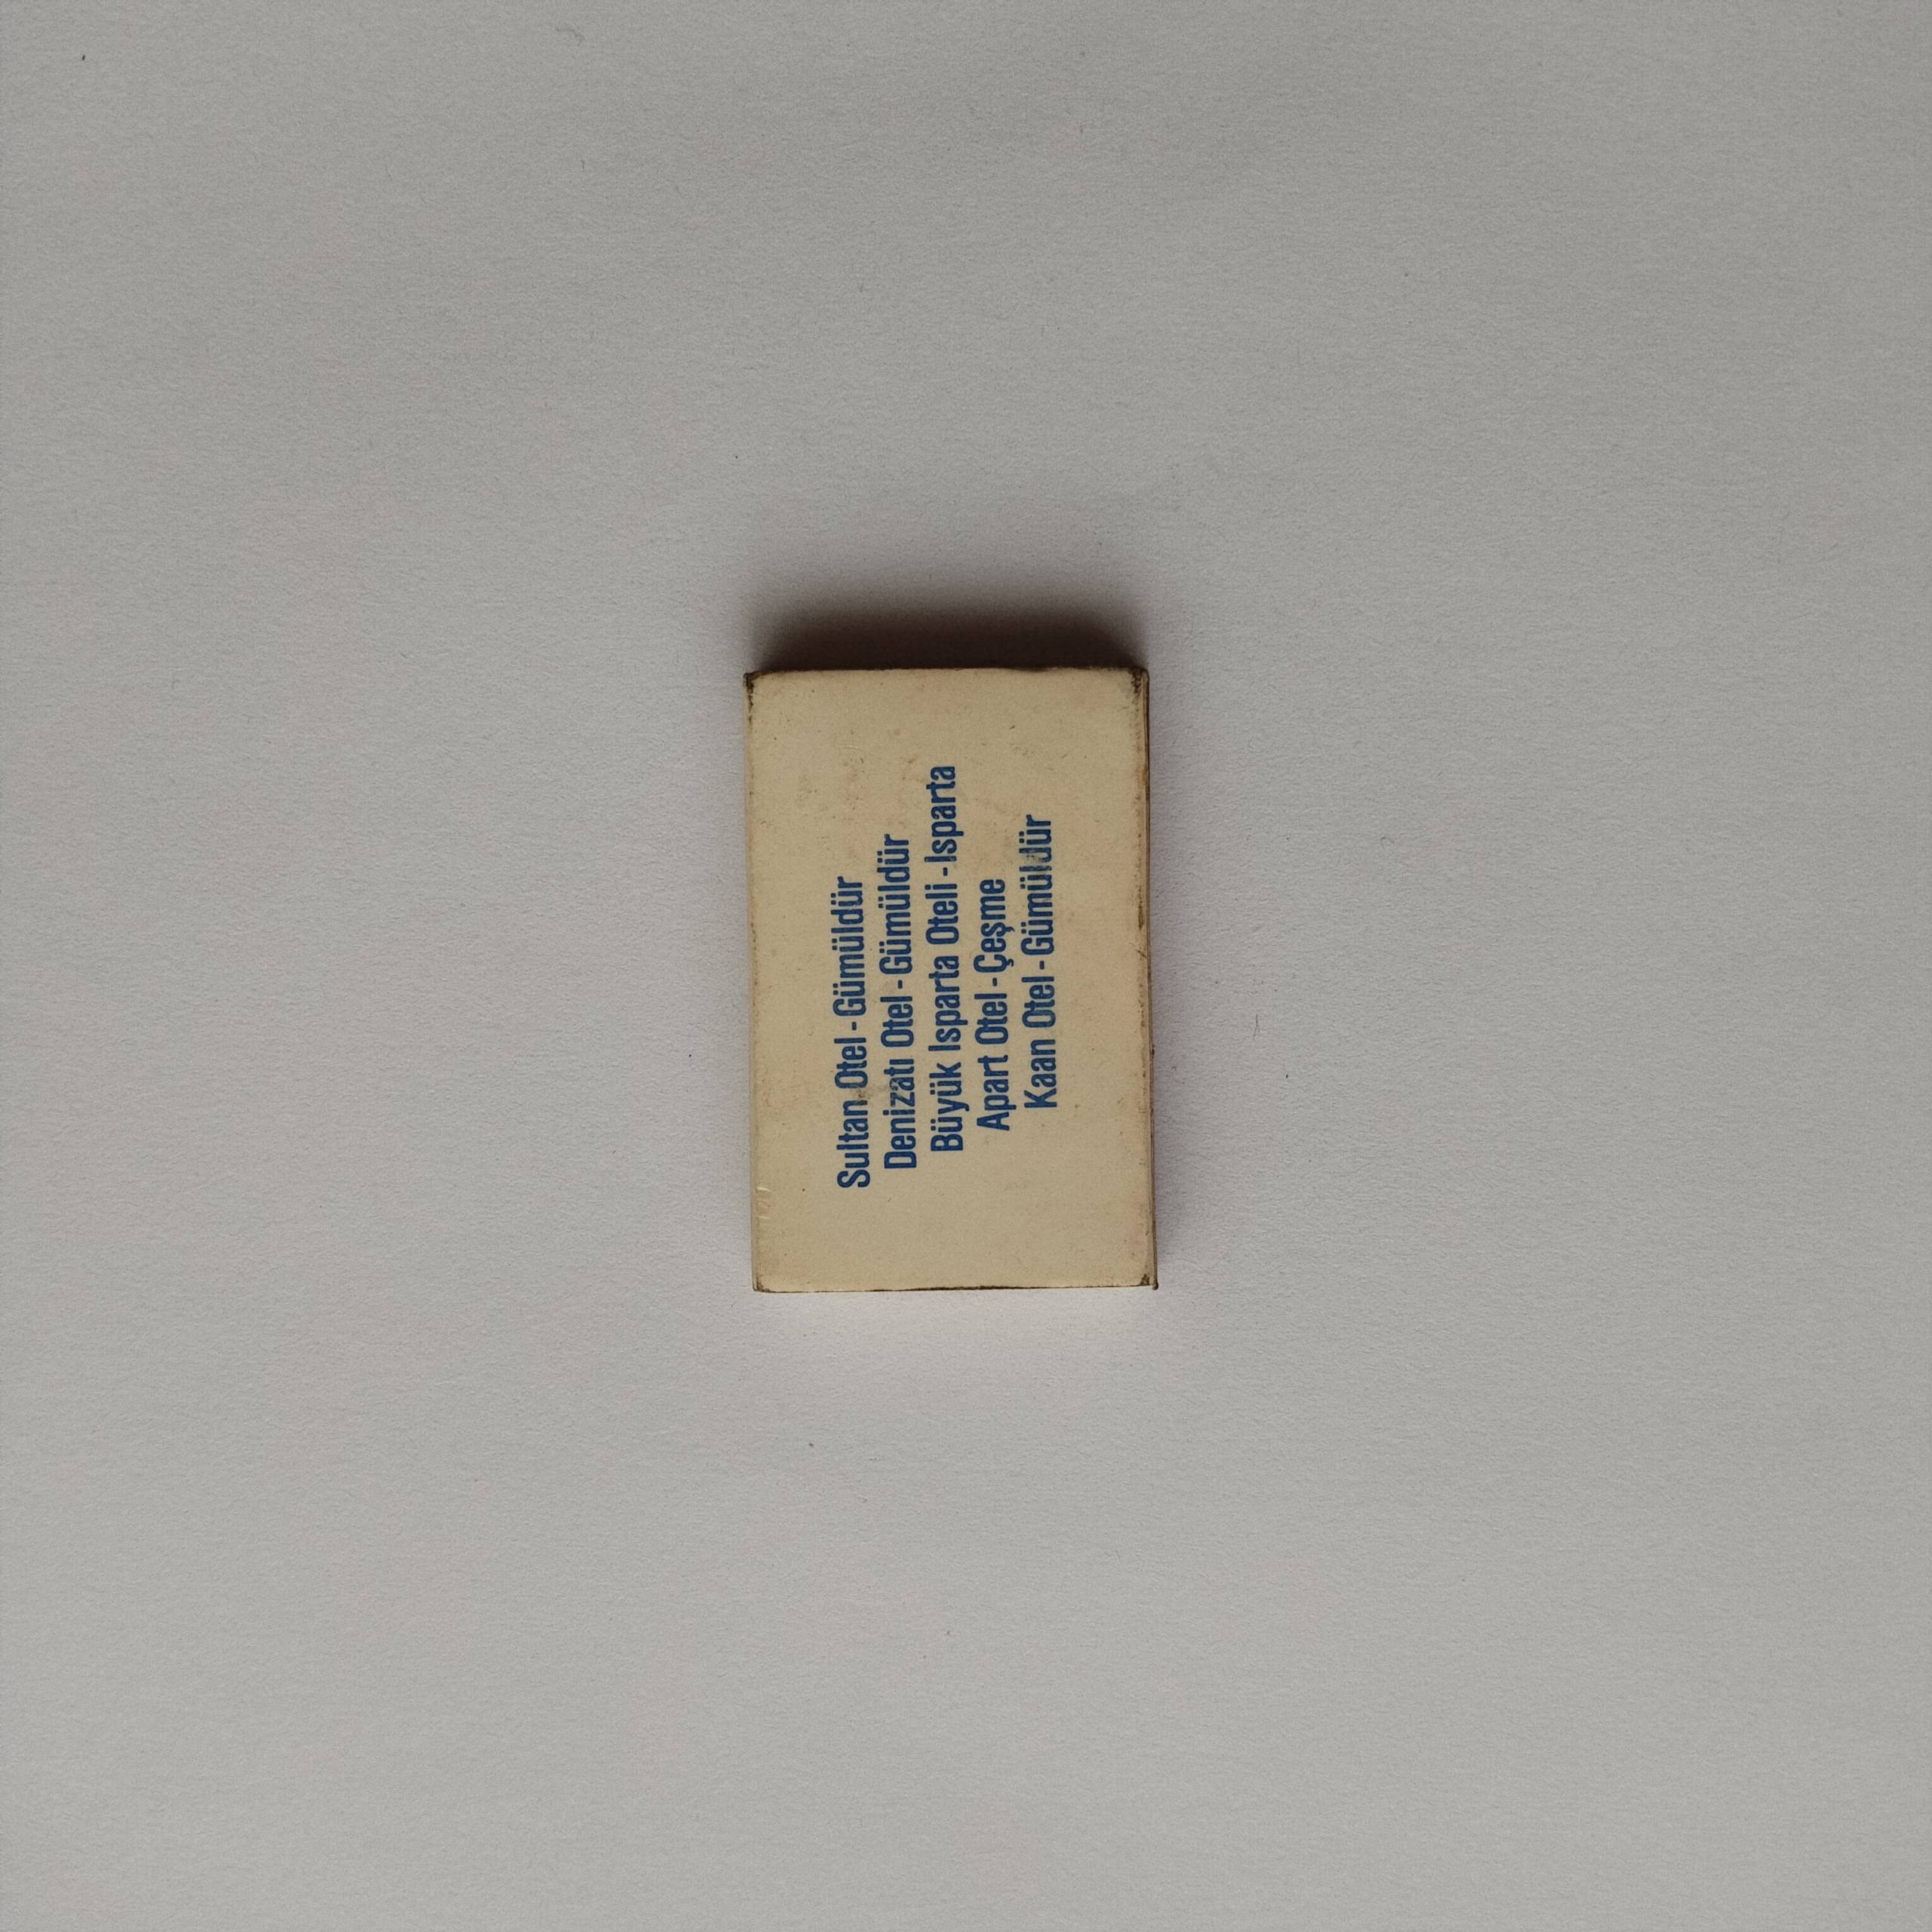 Sultan Otel - Gümüldür
Denizatı Otel - Gümüldür
Büyük Isparta Oteli - Isparta
Apart Otel - Çeşme
Kaan Otel - Gümüldür